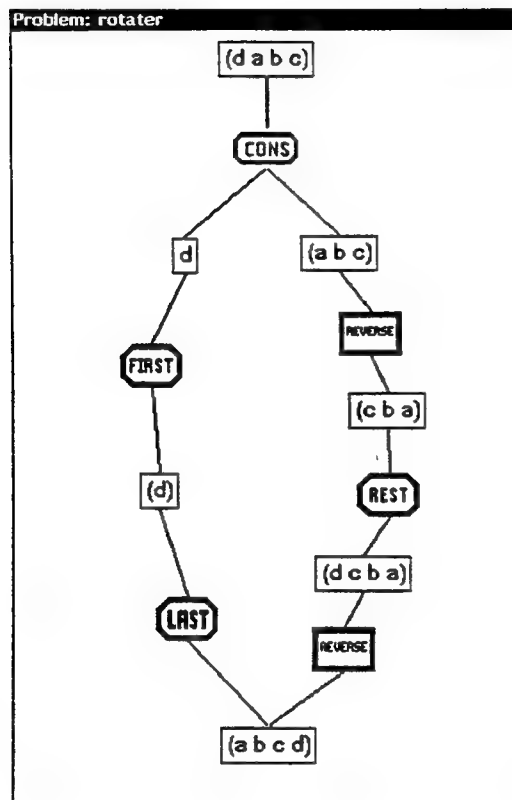 Problem: rotater
(d a b c)
CONS
d
(a b c)
REVERSE
FIRST
(c b a)
(d)
REST
(d c b a)
LAST
REVERSE
(a b c d)